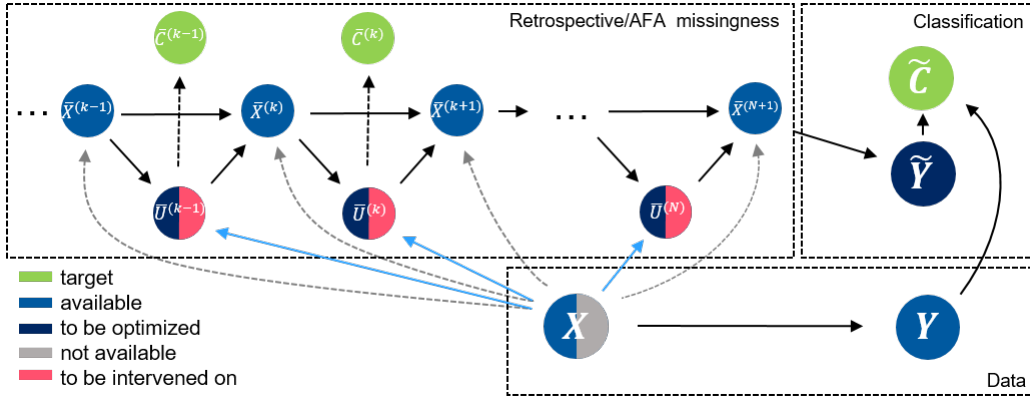 Retrospective/AFA missingness
Classification
C̄⁽ᵏ⁻¹⁾
C̄⁽ᵏ⁾
C̃
... X̄⁽ᵏ⁻¹⁾
X̄⁽ᵏ⁾
X̄⁽ᵏ⁺¹⁾
...
X̄⁽ᴺ⁺¹⁾
Ỹ
Ū⁽ᵏ⁻¹⁾
Ū⁽ᵏ⁾
Ū⁽ᴺ⁾
target
available
to be optimized
not available
to be intervened on
X
Y
Data